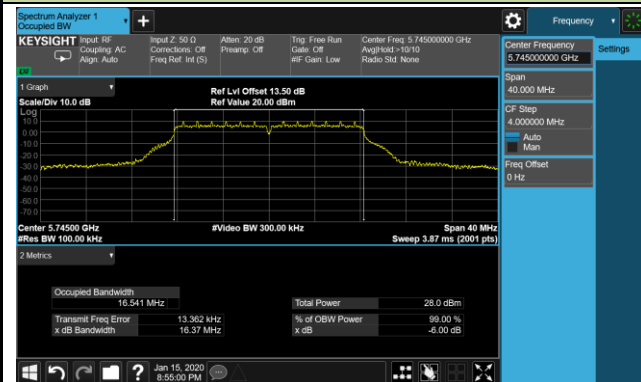 Spectrum Analyzer 1
Occupied BW
KEYSIGHT
Input: RF
Coupling: AC
Align: Auto
Input Z: 50 Ω
Corrections: Off
Freq Ref: Int (S)
Atten: 20 dB
Preamp: Off
Trig: Free Run
Gate: Off
#IF Gain: Low
Center Freq: 5.745000000 GHz
Avg|Hold:>10/10
Radio Std: None
1 Graph
Scale/Div 10.0 dB
Ref Lvl Offset 13.50 dB
Ref Value 20.00 dBm
Log
10.0
0.00
-10.0
-20.0
-30.0
-40.0
-50.0
-60.0
-70.0
Center 5.74500 GHz
#Video BW 300.00 kHz
Span 40 MHz
#Res BW 100.00 kHz
Sweep 3.87 ms (2001 pts)
2 Metrics
Occupied Bandwidth
16.541 MHz
Total Power 28.0 dBm
Transmit Freq Error 13.362 kHz
% of OBW Power 99.00 %
x dB Bandwidth 16.37 MHz
x dB -6.00 dB
Jan 15, 2020
8:55:00 PM
Frequency
Settings
Center Frequency
5.745000000 GHz
Span
40.000 MHz
CF Step
4.000000 MHz
Auto
Man
Freq Offset
0 Hz